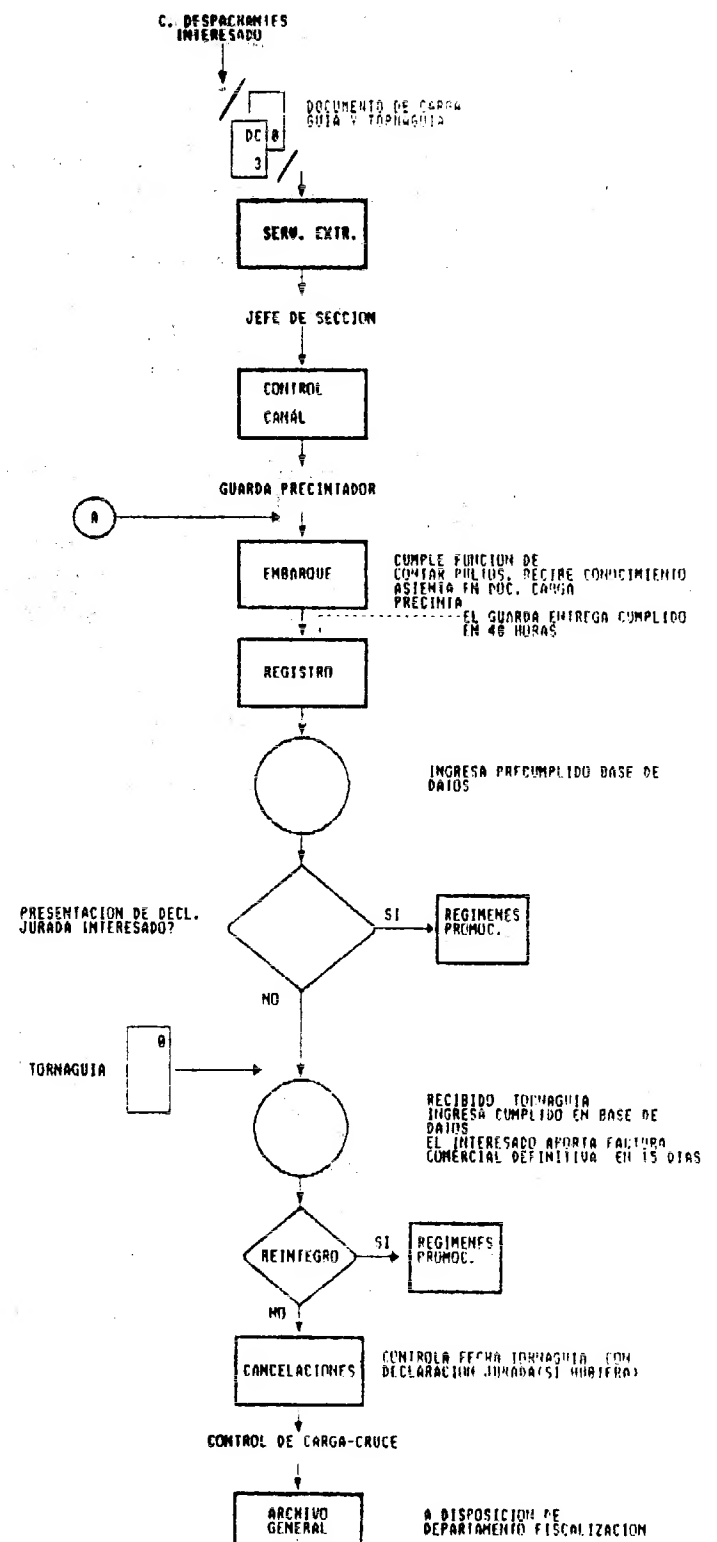 C. DESPACHANTES
INTERESADO
DOCUMENTO DE CARGA
GUIA Y TORNAGUIA
DC 0
3
SERV. EXTR.
JEFE DE SECCION
CONTROL
CANAL
GUARDA PRECINTADOR
A
EMBARQUE
CUMPLE FUNCION DE
CONTAR BULTOS, RECIBE CONOCIMIENTO
ASIENTA EN DOC. CARGA
PRECINTA
EL GUARDA ENTREGA CUMPLIDO
EN 48 HORAS
REGISTRO
INGRESA PRECUMPLIDO BASE DE
DATOS
PRESENTACION DE DECL.
JURADA INTERESADO?
SI
REGIMENES
PROMOC.
NO
0
TORNAGUIA
RECIBIDO TORNAGUIA
INGRESA CUMPLIDO EN BASE DE
DATOS
EL INTERESADO APORTA FACTURA
COMERCIAL DEFINITIVA EN 15 DIAS
REINTEGRO
SI
REGIMENES
PROMOC.
NO
CANCELACIONES
CONTROLA FECHA TORNAGUIA CON
DECLARACION JURADA(SI HUBIERA)
CONTROL DE CARGA-CRUCE
ARCHIVO
GENERAL
A DISPOSICION DE
DEPARTAMENTO FISCALIZACION